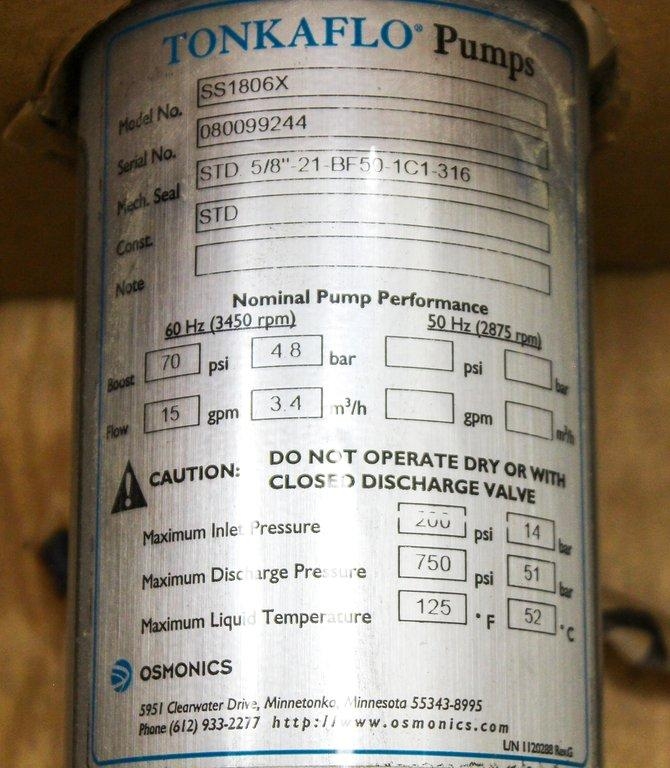 TONKAFLO® Pumps
Model No. SS1806X
Serial No. 080099244
Mech. Seal STD. 5/8"-21-BF50-1C1-316
Const. STD
Note
Nominal Pump Performance
60 Hz (3450 rpm) 50 Hz (2875 rpm)
Boost 70 psi 4.8 bar psi bar
Flow 15 gpm 3.4 m³/h gpm m³/h
CAUTION: DO NOT OPERATE DRY OR WITH
CLOSED DISCHARGE VALVE
Maximum Inlet Pressure 200 psi 14 bar
Maximum Discharge Pressure 750 psi 51 bar
Maximum Liquid Temperature 125 °F 52 °C
OSMONICS
5951 Clearwater Drive, Minnetonka, Minnesota 55343-8995
Phone (612) 933-2277 http://www.osmonics.com
L/N 1120288 Rev.G